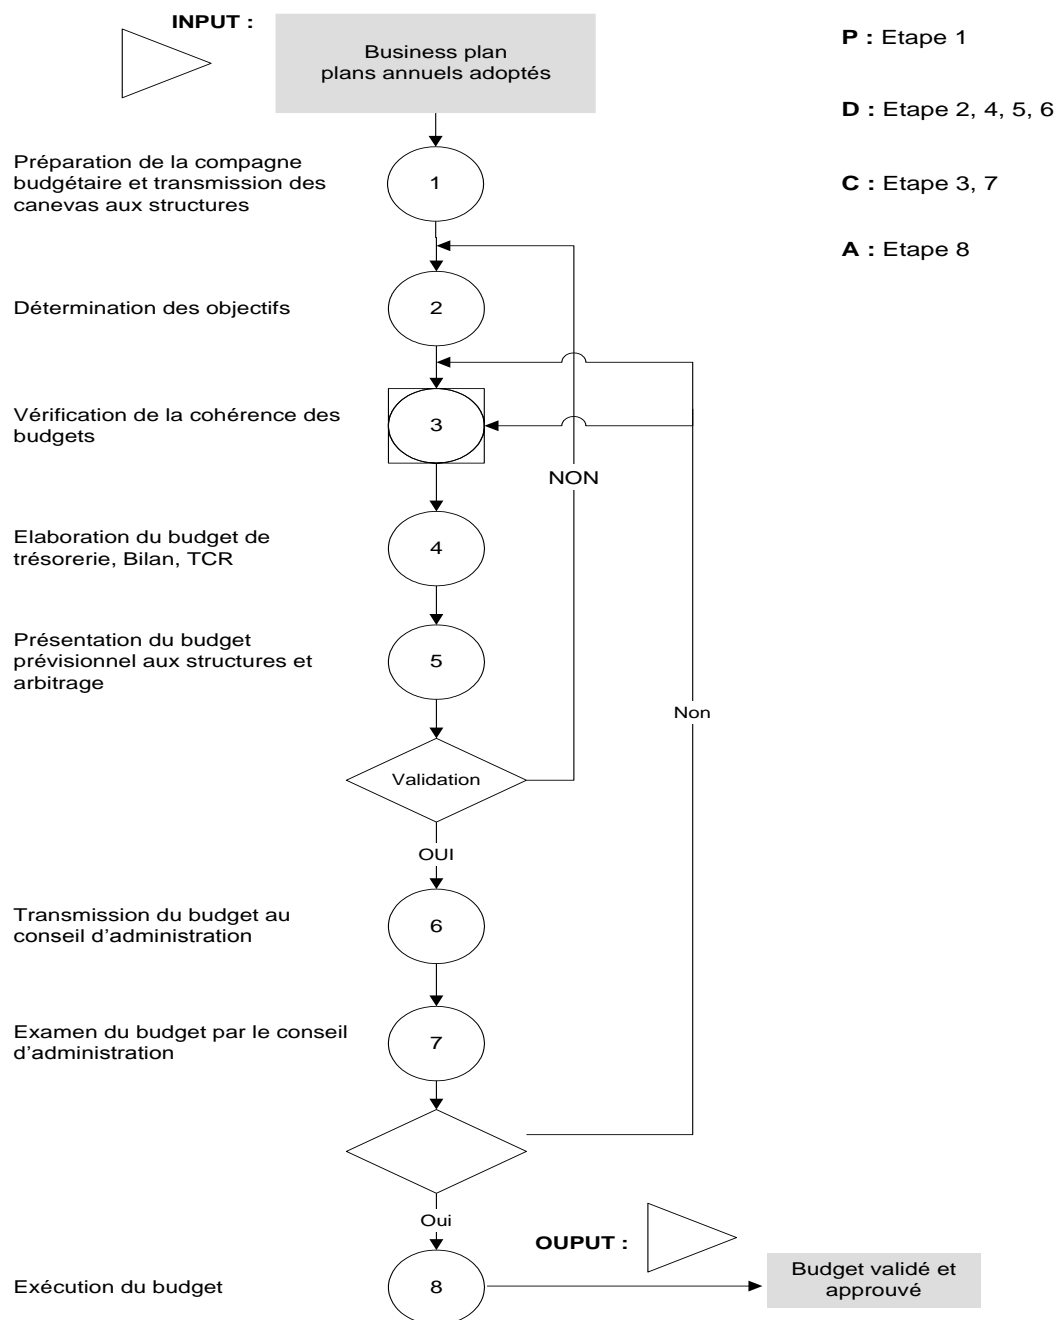 INPUT :
Business plan
plans annuels adoptés
P : Etape 1
D : Etape 2, 4, 5, 6
C : Etape 3, 7
A : Etape 8
Préparation de la compagne
budgétaire et transmission des
canevas aux structures
1
Détermination des objectifs
2
Vérification de la cohérence des
budgets
3
NON
Elaboration du budget de
trésorerie, Bilan, TCR
4
Présentation du budget
prévisionnel aux structures et
arbitrage
5
Non
Validation
OUI
Transmission du budget au
conseil d'administration
6
Examen du budget par le conseil
d'administration
7
Oui
OUPUT :
Exécution du budget
8
Budget validé et
approuvé